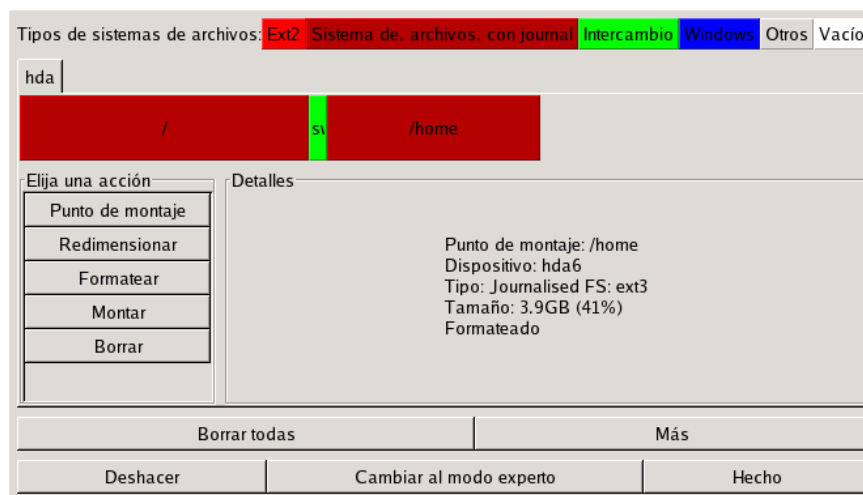 Tipos de sistemas de archivos: Ext2 Sistema de. archivos. con journal Intercambio Windows Otros Vacío
hda
/ /home
Elija una acción
Detalles
Punto de montaje
Redimensionar
Formatear
Montar
Borrar
Punto de montaje: /home
Dispositivo: hda6
Tipo: Journalised FS: ext3
Tamaño: 3.9GB (41%)
Formateado
Borrar todas Más
Deshacer Cambiar al modo experto Hecho